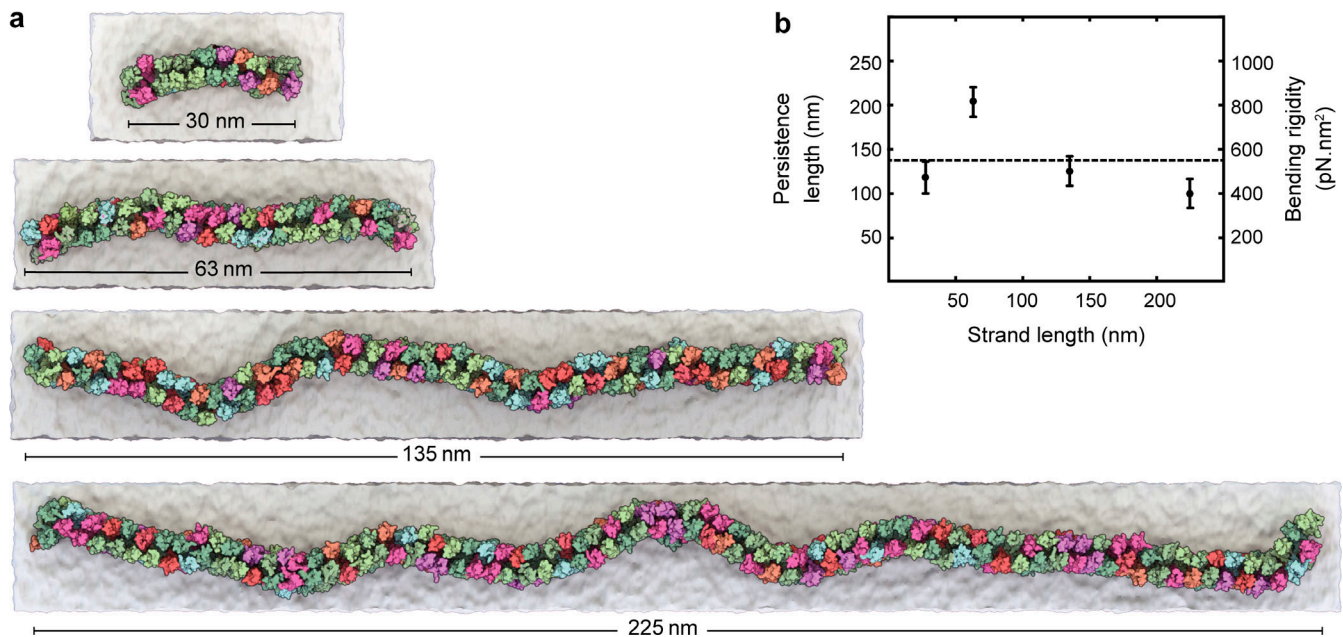 a
30 nm
63 nm
135 nm
225 nm
b
Persistence
length (nm)
250
200
150
100
50
1000
800
600
400
200
Bending rigidity
(pN.nm²)
50 100 150 200
Strand length (nm)